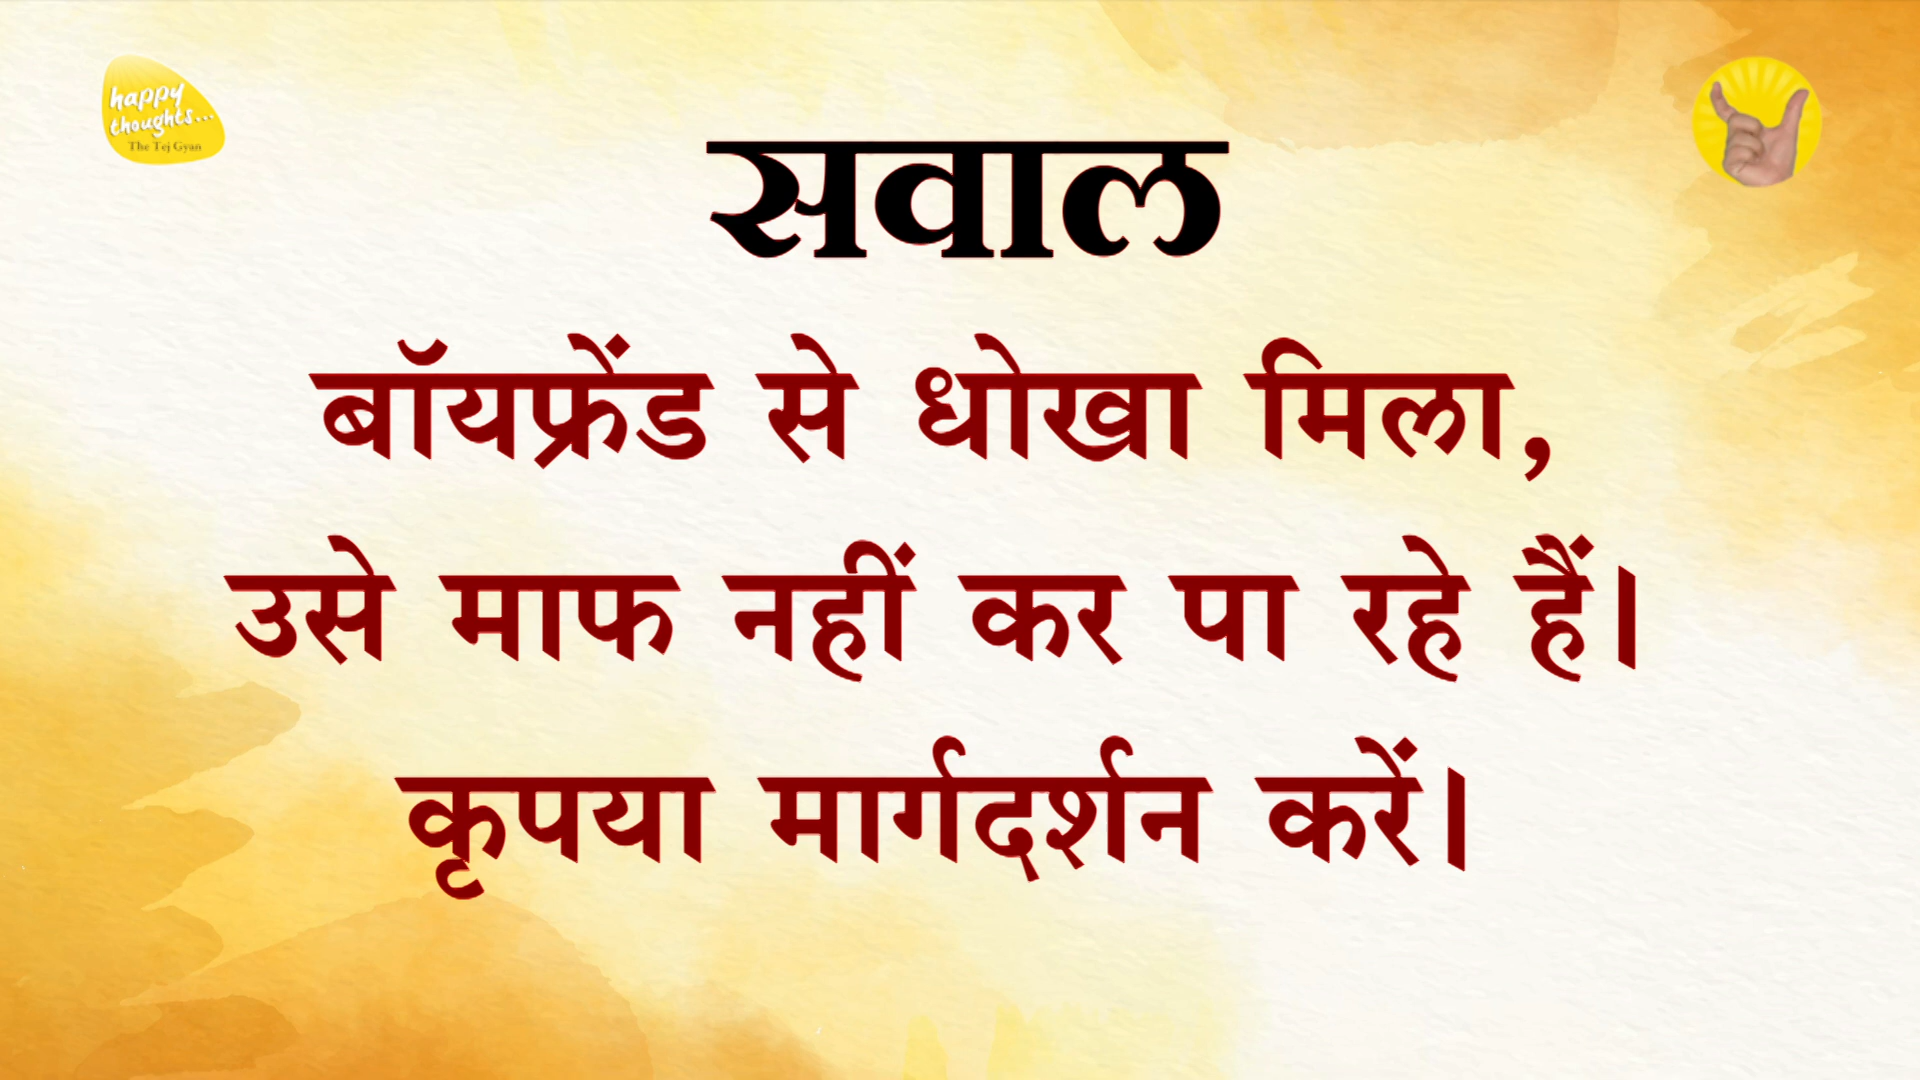 happy
thoughts...
The Tej Gyan
सवाल
बॉयफ्रेंड से धोखा मिला,
उसे माफ नहीं कर पा रहे हैं।
कृपया मार्गदर्शन करें।